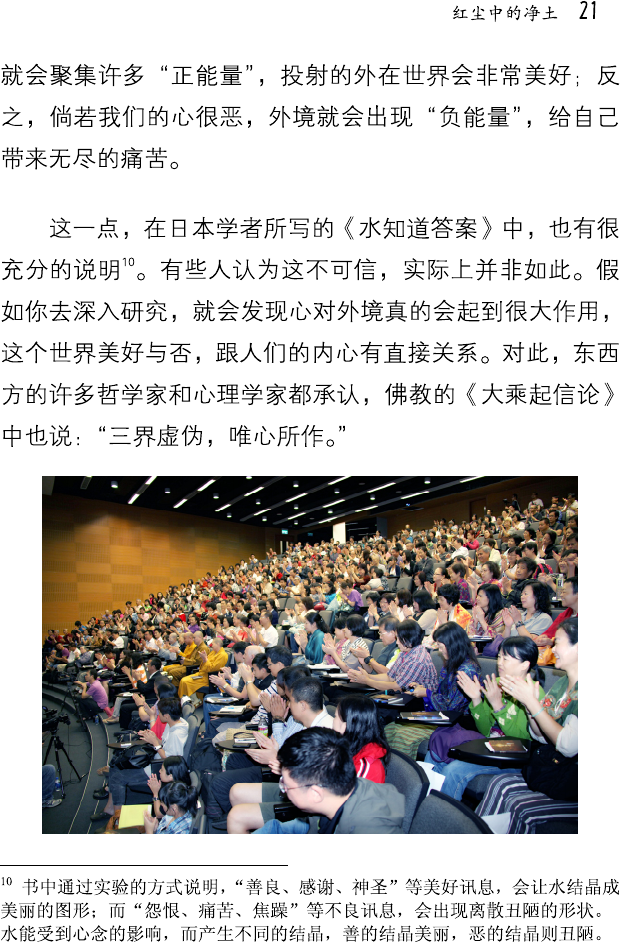 红尘中的净土 21
就会聚集许多“正能量”，投射的外在世界会非常美好；反
之，倘若我们的心很恶，外境就会出现“负能量”，给自己
带来无尽的痛苦。
这一点，在日本学者所写的《水知道答案》中，也有很
充分的说明10。有些人认为这不可信，实际上并非如此。假
如你去深入研究，就会发现心对外境真的会起到很大作用，
这个世界美好与否，跟人们的内心有直接关系。对此，东西
方的许多哲学家和心理学家都承认，佛教的《大乘起信论》
中也说：“三界虚伪，唯心所作。”
10 书中通过实验的方式说明，“善良、感谢、神圣”等美好讯息，会让水结晶成
美丽的图形；而“怨恨、痛苦、焦躁”等不良讯息，会出现离散丑陋的形状。
水能受到心念的影响，而产生不同的结晶，善的结晶美丽，恶的结晶则丑陋。